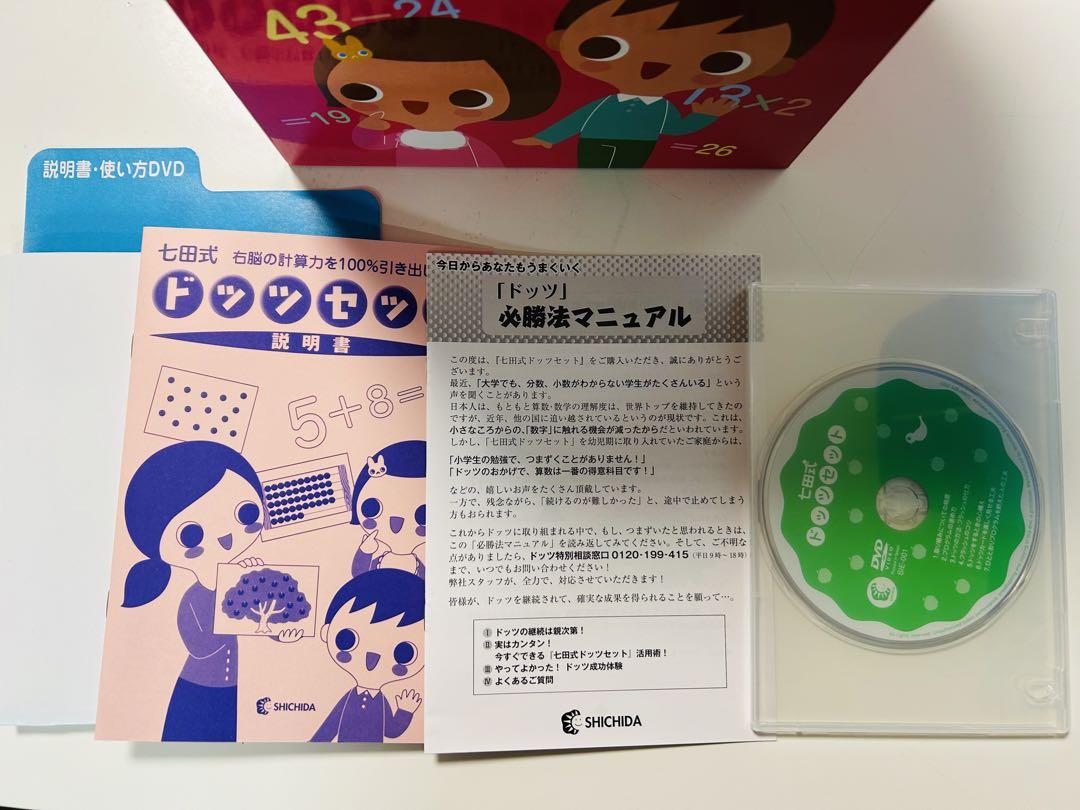 43-24
=19
13×2
=26
説明書・使い方DVD
七田式 右脳の計算力を100%引き出
ドッツセッ
説明書
5+8=
SHICHIDA
今日からあなたもうまくいく
「ドッツ」
必勝法マニュアル
この度は、『七田式ドッツセット』をご購入いただき、誠にありがとうご
ざいます。
最近、「大学でも、分数、小数がわからない学生がたくさんいる」という
声を聞くことがあります。
日本人は、もともと算数・数学の理解度は、世界トップを維持してきたの
ですが、近年、他の国に追い越されているというのが現状です。これは、
小さなころからの、「数字」に触れる機会が減ったからだといわれています。
しかし、『七田式ドッツセット』を幼児期に取り入れていたご家庭からは、
「小学生の勉強で、つまずくことがありません！」
「ドッツのおかげで、算数は一番の得意科目です！」
などの、嬉しいお声をたくさん頂戴しています。
一方で、残念ながら、「続けるのが難しかった」と、途中で止めてしまう
方もおられます。
これからドッツに取り組まれる中で、もし、つまずいたと思われるときは、
この「必勝法マニュアル」を読み返してみてください。そして、ご不明な
点がありましたら、ドッツ特別相談窓口 0120-199-415（平日9時～18時）
まで、いつでもお問い合わせください！
弊社スタッフが、全力で、対応させていただきます！
皆様が、ドッツを継続されて、確実な成果を得られることを願って…。
Ⅰ ドッツの継続は親次第！
Ⅱ 実はカンタン！
今すぐできる『七田式ドッツセット』活用術！
Ⅲ やってよかった！ ドッツ成功体験
Ⅳ よくあるご質問
SHICHIDA
七田式
ドッツセット
DVD
VIDEO
SIE-001